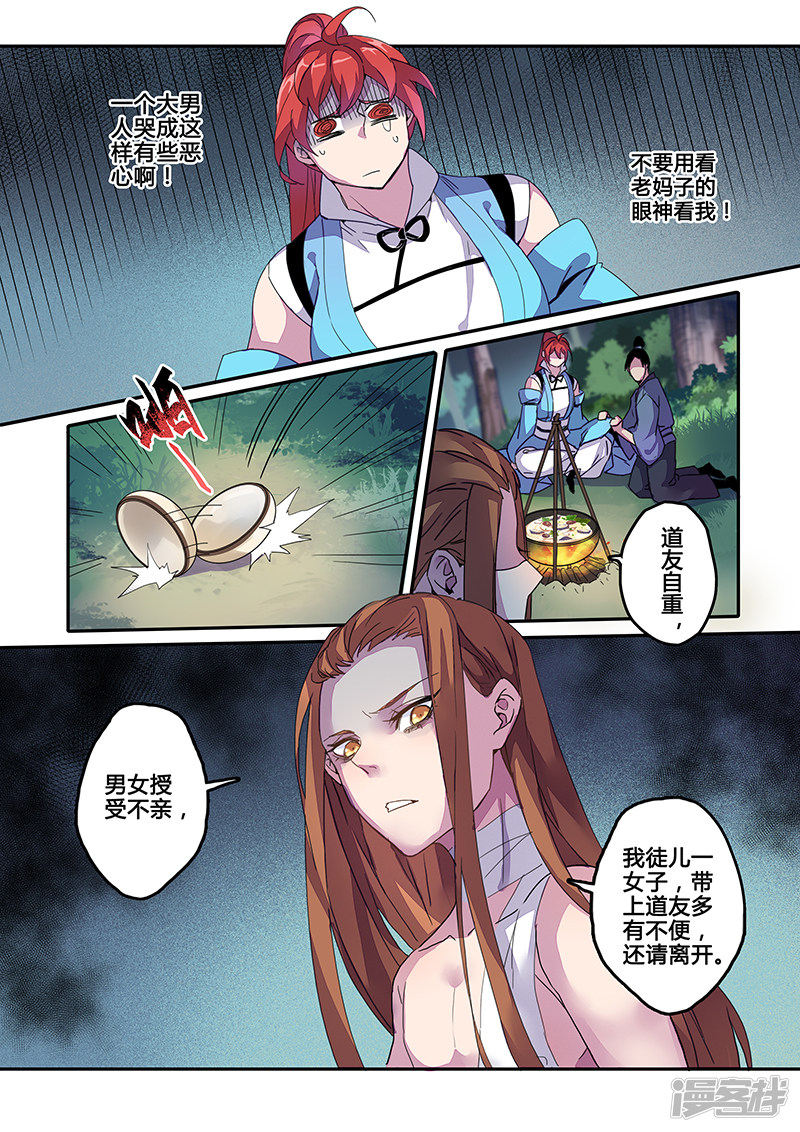 一个大男
人哭成这
样有些恶
心啊！
不要用看
老妈子的
眼神看我！
啪
道友自重，
男女授
受不亲，
我徒儿一
女子，带
上道友多
有不便，
还请离开。
漫客栈